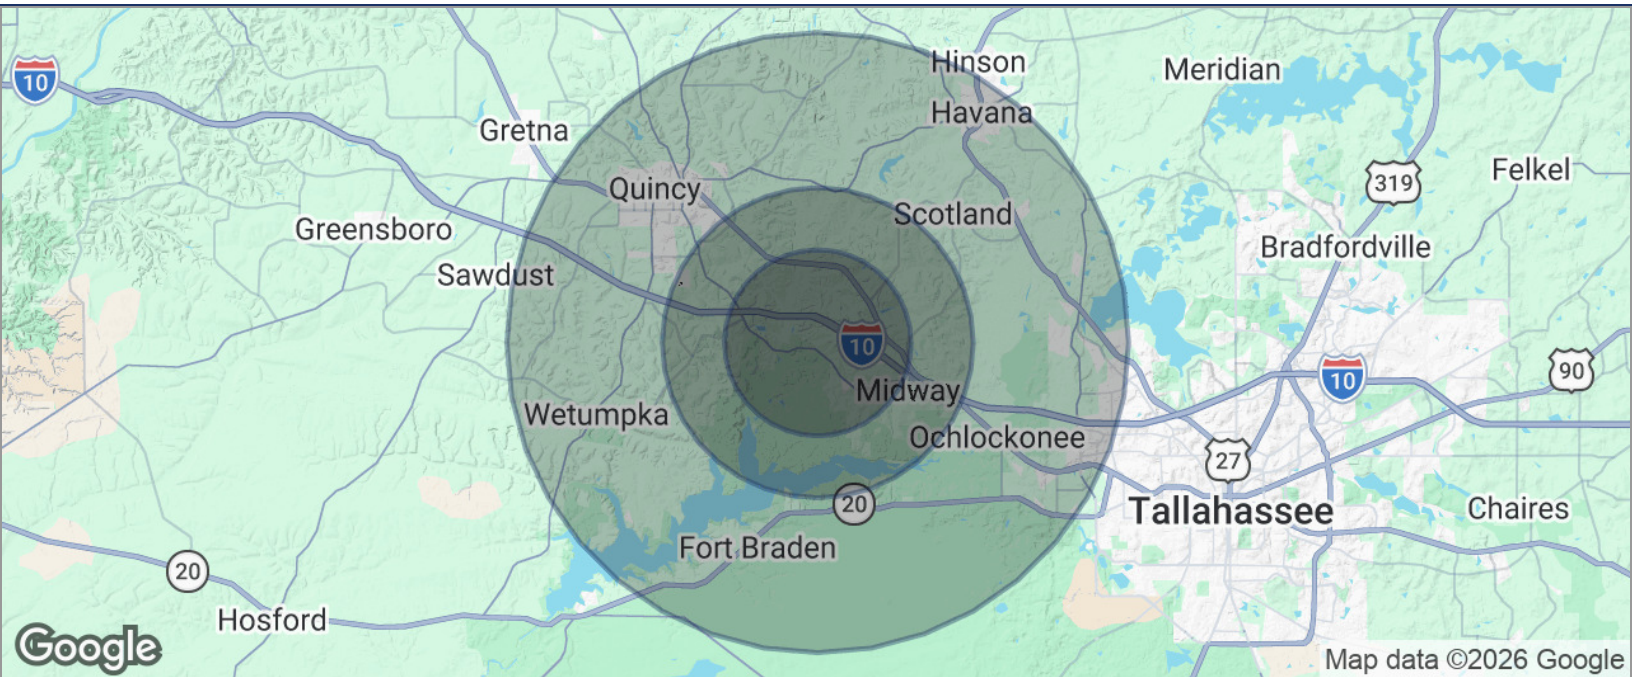 Hinson
Meridian
10
Havana
Gretna
Felkel
319
Quincy
Scotland
Greensboro
Bradfordville
Sawdust
10
90
10
Midway
Wetumpka
Ochlockonee
27
20
Tallahassee
Chaires
Fort Braden
20
Hosford
Google
Map data ©2026 Google